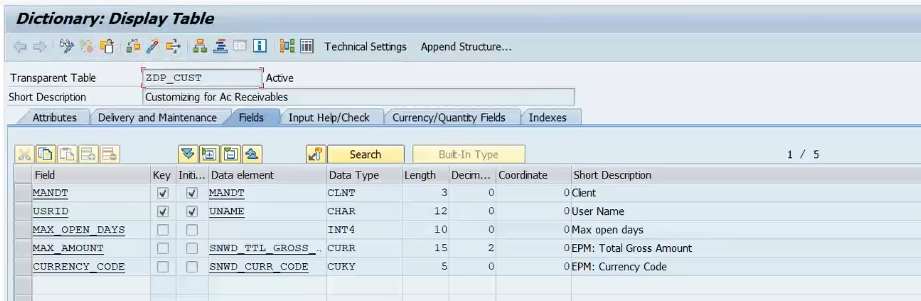 Dictionary: Display Table
Technical Settings Append Structure...
Transparent Table ZDP_CUST Active
Short Description Customizing for Ac Receivables
Attributes Delivery and Maintenance Fields Input Help/Check Currency/Quantity Fields Indexes
Search Built-In Type 1 / 5
Field Key Initi... Data element Data Type Length Decim... Coordinate Short Description
MANDT MANDT CLNT 3 0 0 Client
USRID UNAME CHAR 12 0 0 User Name
MAX_OPEN_DAYS INT4 10 0 0 Max open days
MAX_AMOUNT SNWD_TTL_GROSS_.. CURR 15 2 0 EPM: Total Gross Amount
CURRENCY_CODE SNWD_CURR_CODE CUKY 5 0 0 EPM: Currency Code